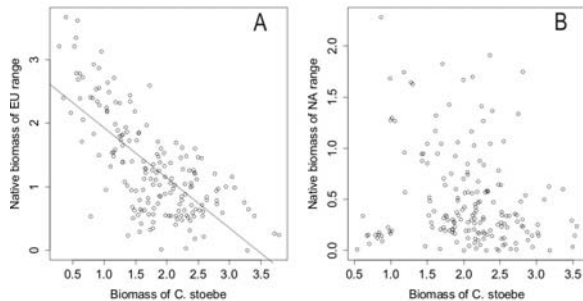 A
Native biomass of EU range
3
2
1
0
0.5 1.0 1.5 2.0 2.5 3.0 3.5
Biomass of C. stoebe
B
Native biomass of NA range
2.0
1.5
1.0
0.5
0.0
0.5 1.0 1.5 2.0 2.5 3.0 3.5
Biomass of C. stoebe